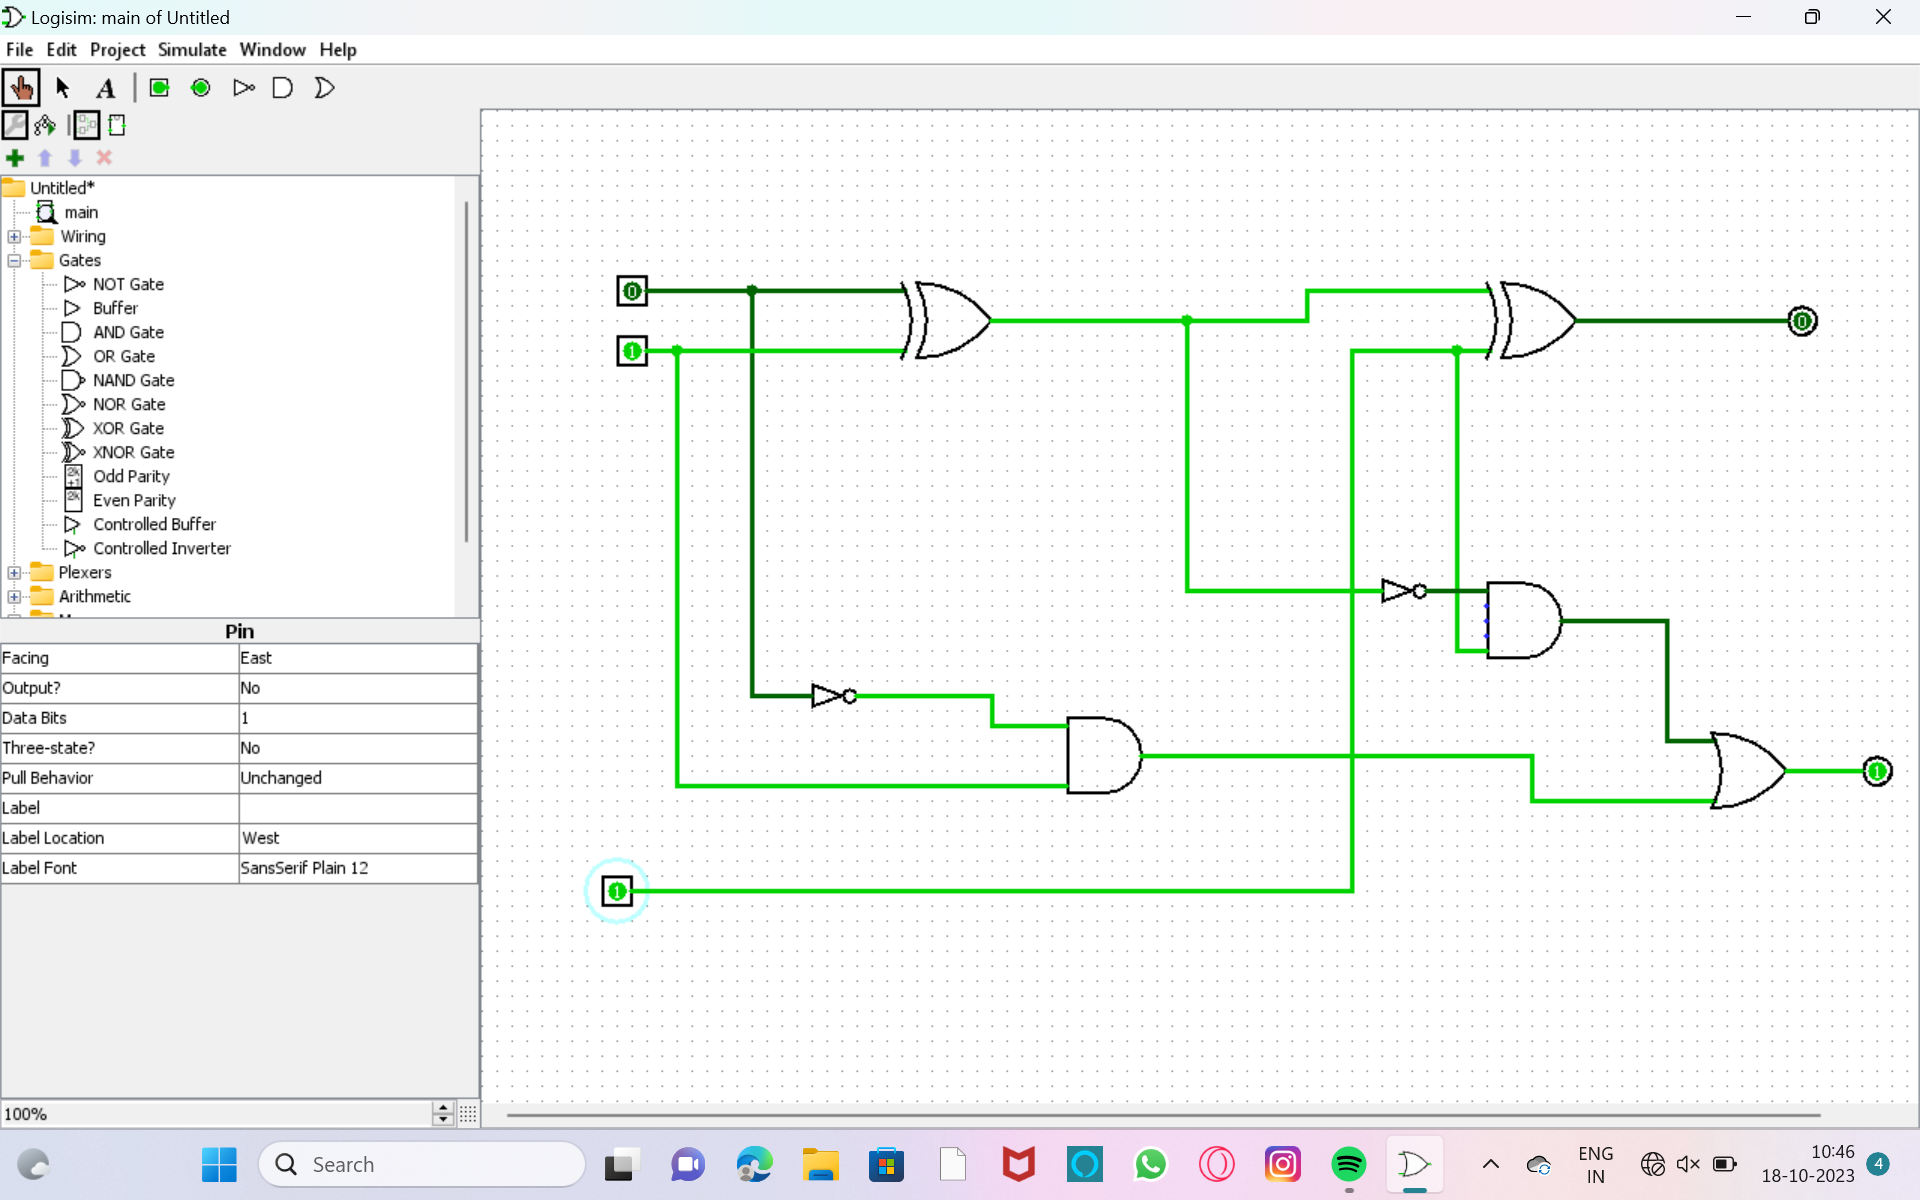 Logisim: main of Untitled
File Edit Project Simulate Window Help
A
Untitled*
main
Wiring
Gates
NOT Gate
Buffer
AND Gate
OR Gate
NAND Gate
NOR Gate
XOR Gate
XNOR Gate
2k+1 Odd Parity
2k Even Parity
Controlled Buffer
Controlled Inverter
Plexers
Arithmetic
Pin
Facing East
Output? No
Data Bits 1
Three-state? No
Pull Behavior Unchanged
Label
Label Location West
Label Font SansSerif Plain 12
100%
0
1
0
1
1
Search
ENG
IN
10:46
18-10-2023
4